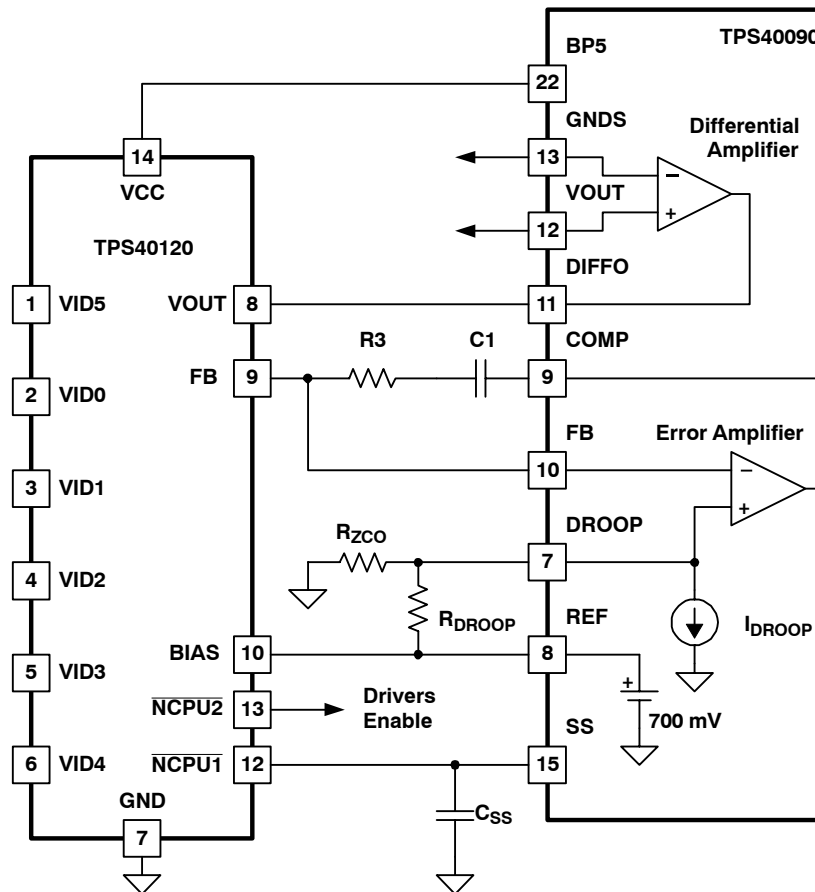 BP5
TPS40090
22
GNDS
Differential
Amplifier
14
13
VCC
VOUT
−
+
TPS40120
12
DIFFO
1
VID5
VOUT
8
11
R3
C1
COMP
FB
9
9
2
VID0
FB
Error Amplifier
10
−
3
VID1
DROOP
+
RZCO
7
4
VID2
RDROOP
REF
IDROOP
BIAS
10
8
5
VID3
+
NCPU2
13
Drivers
Enable
700 mV
SS
6
VID4
NCPU1
12
15
GND
CSS
7